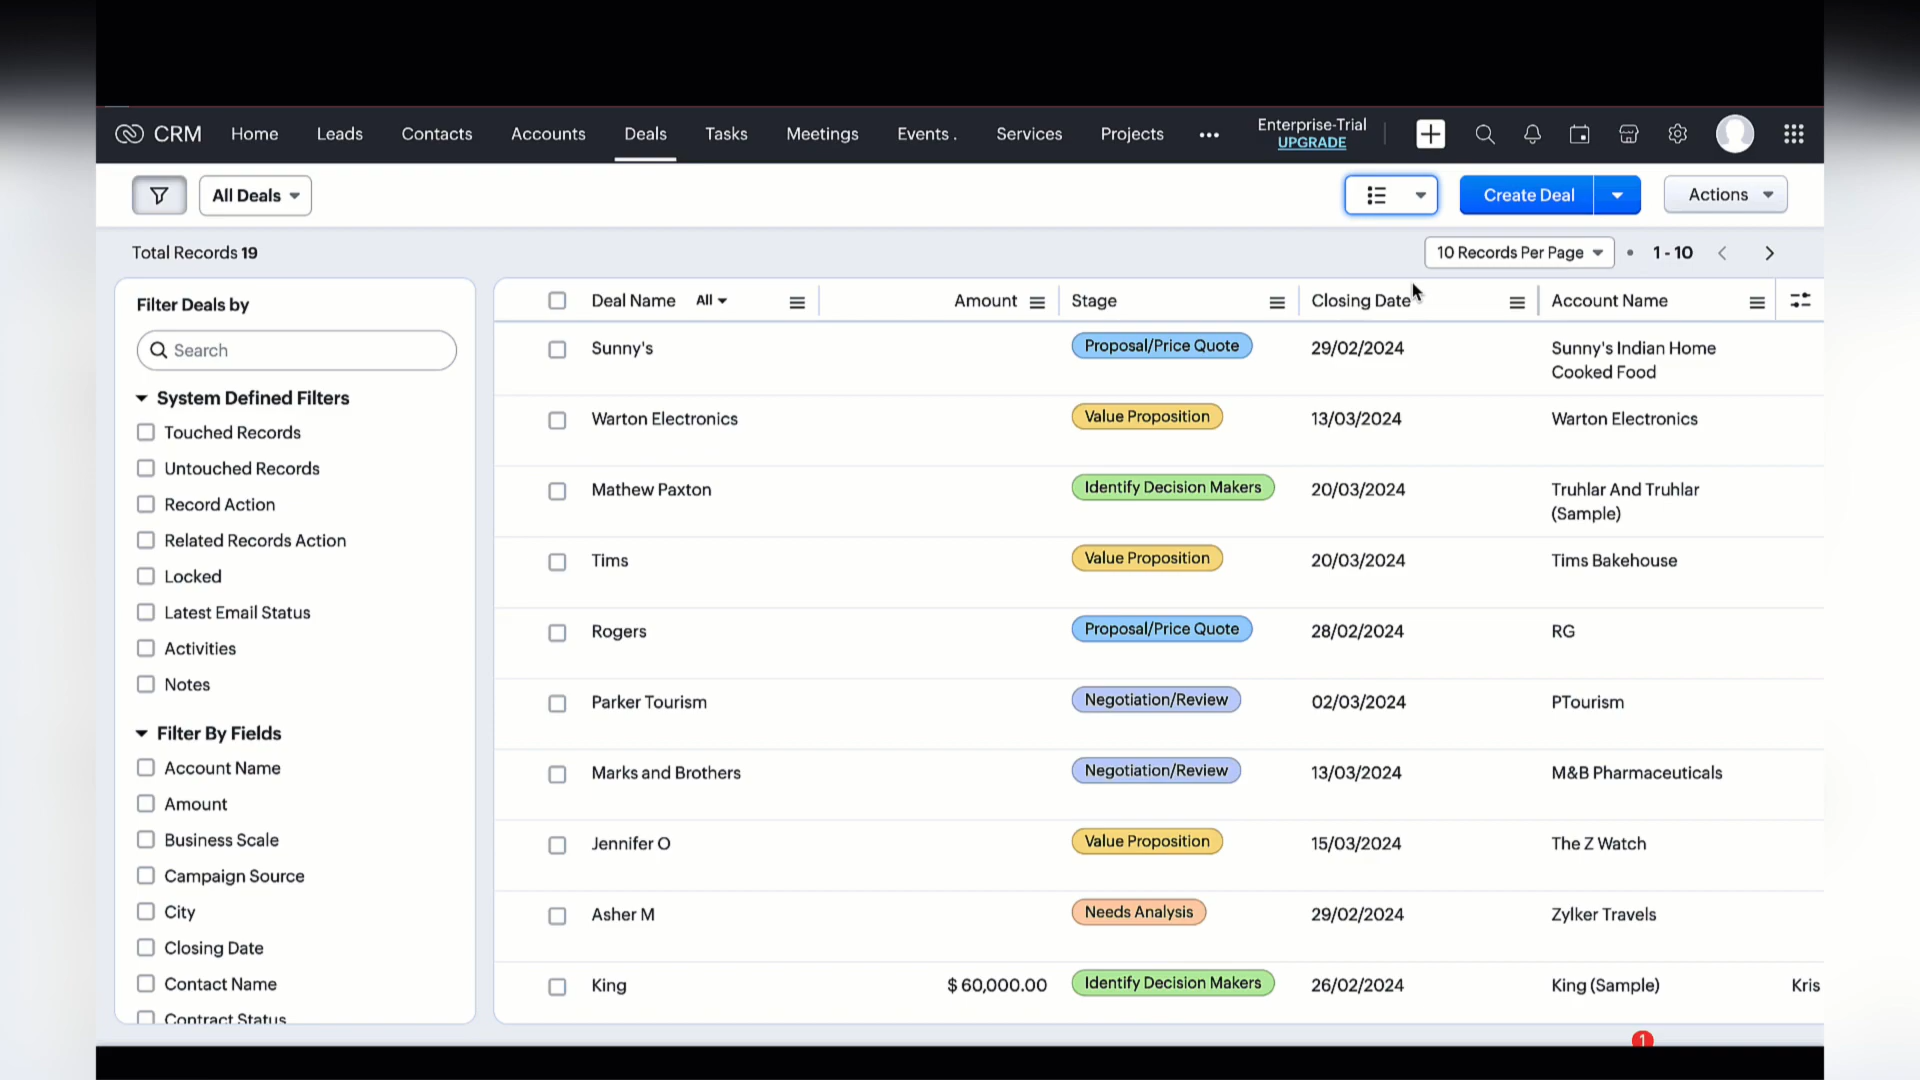 CRM Home Leads Contacts Accounts Deals Tasks Meetings Events . Services Projects ••• Enterprise-Trial
UPGRADE
All Deals Create Deal Actions
Total Records 19 10 Records Per Page • 1 - 10
Filter Deals by
Search
System Defined Filters
Touched Records
Untouched Records
Record Action
Related Records Action
Locked
Latest Email Status
Activities
Notes
Filter By Fields
Account Name
Amount
Business Scale
Campaign Source
City
Closing Date
Contact Name
Contract Status
Deal Name All Amount Stage Closing Date Account Name
Sunny's Proposal/Price Quote 29/02/2024 Sunny's Indian Home
Cooked Food
Warton Electronics Value Proposition 13/03/2024 Warton Electronics
Mathew Paxton Identify Decision Makers 20/03/2024 Truhlar And Truhlar
(Sample)
Tims Value Proposition 20/03/2024 Tims Bakehouse
Rogers Proposal/Price Quote 28/02/2024 RG
Parker Tourism Negotiation/Review 02/03/2024 PTourism
Marks and Brothers Negotiation/Review 13/03/2024 M&B Pharmaceuticals
Jennifer O Value Proposition 15/03/2024 The Z Watch
Asher M Needs Analysis 29/02/2024 Zylker Travels
King $ 60,000.00 Identify Decision Makers 26/02/2024 King (Sample) Kris
1